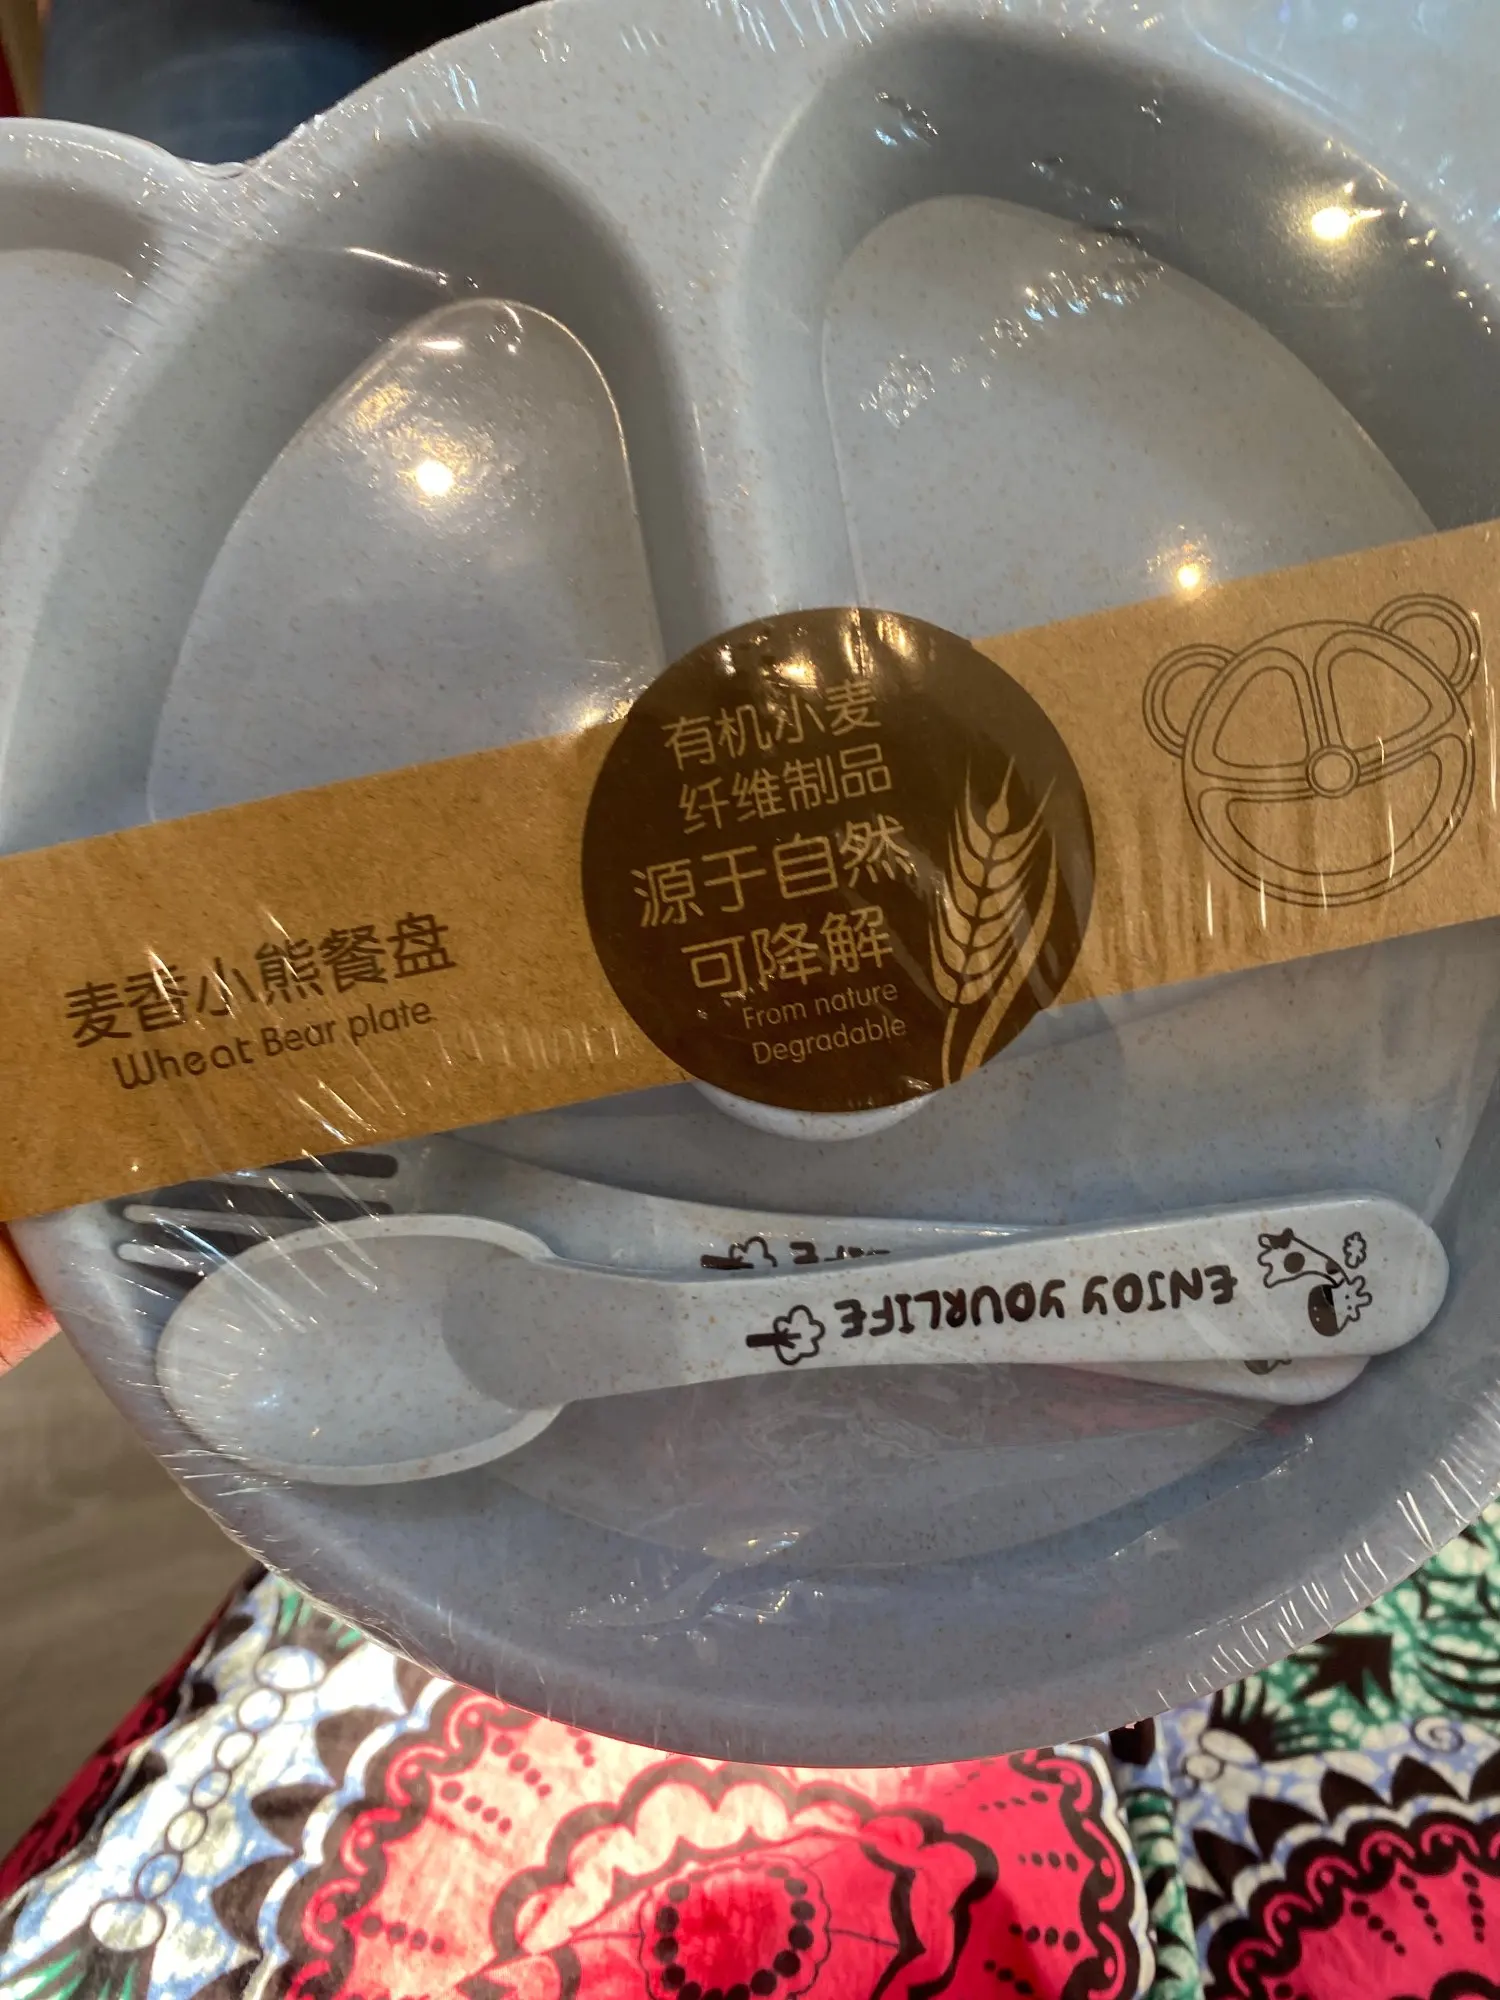 有机小麦
纤维制品
源于自然
可降解
From nature
Degradable
麦香小熊餐盘
Wheat Bear plate
ENJOY YOURLIFE